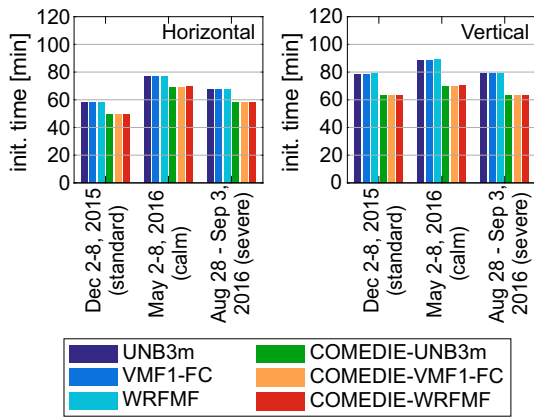 Horizontal
init. time [min]
120
100
80
60
40
20
0
Dec 2-8, 2015
(standard)
May 2-8, 2016
(calm)
Aug 28 - Sep 3,
2016 (severe)
Vertical
init. time [min]
120
100
80
60
40
20
0
Dec 2-8, 2015
(standard)
May 2-8, 2016
(calm)
Aug 28 - Sep 3,
2016 (severe)
UNB3m
VMF1-FC
WRFMF
COMEDIE-UNB3m
COMEDIE-VMF1-FC
COMEDIE-WRFMF